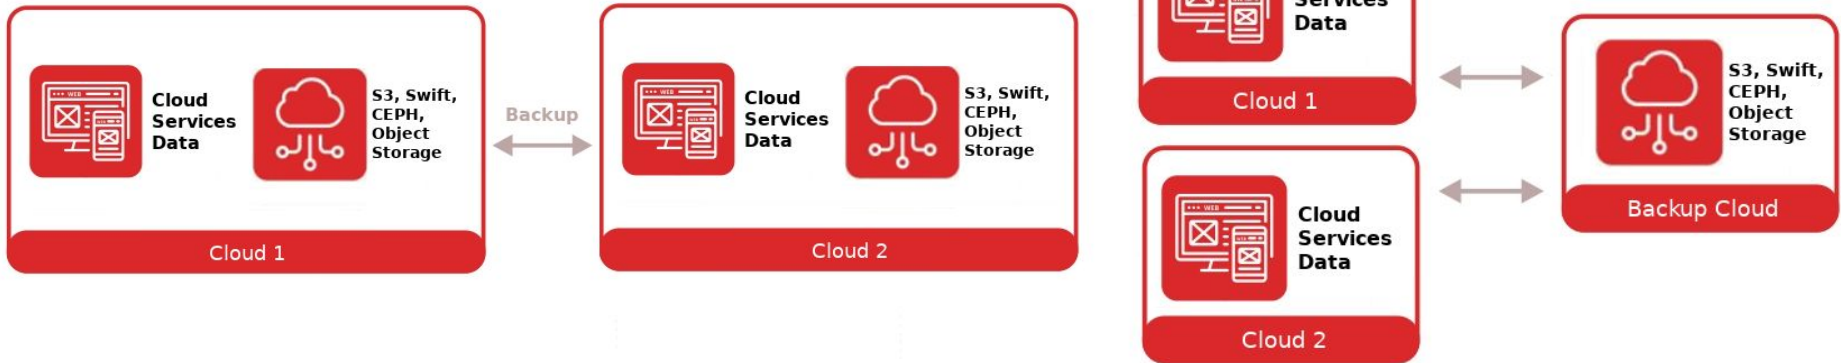 Cloud
Services
Data
S3, Swift,
CEPH,
Object
Storage
Cloud 1
Backup
Cloud
Services
Data
S3, Swift,
CEPH,
Object
Storage
Cloud 2
Services
Data
Cloud 1
Cloud
Services
Data
Cloud 2
S3, Swift,
CEPH,
Object
Storage
Backup Cloud